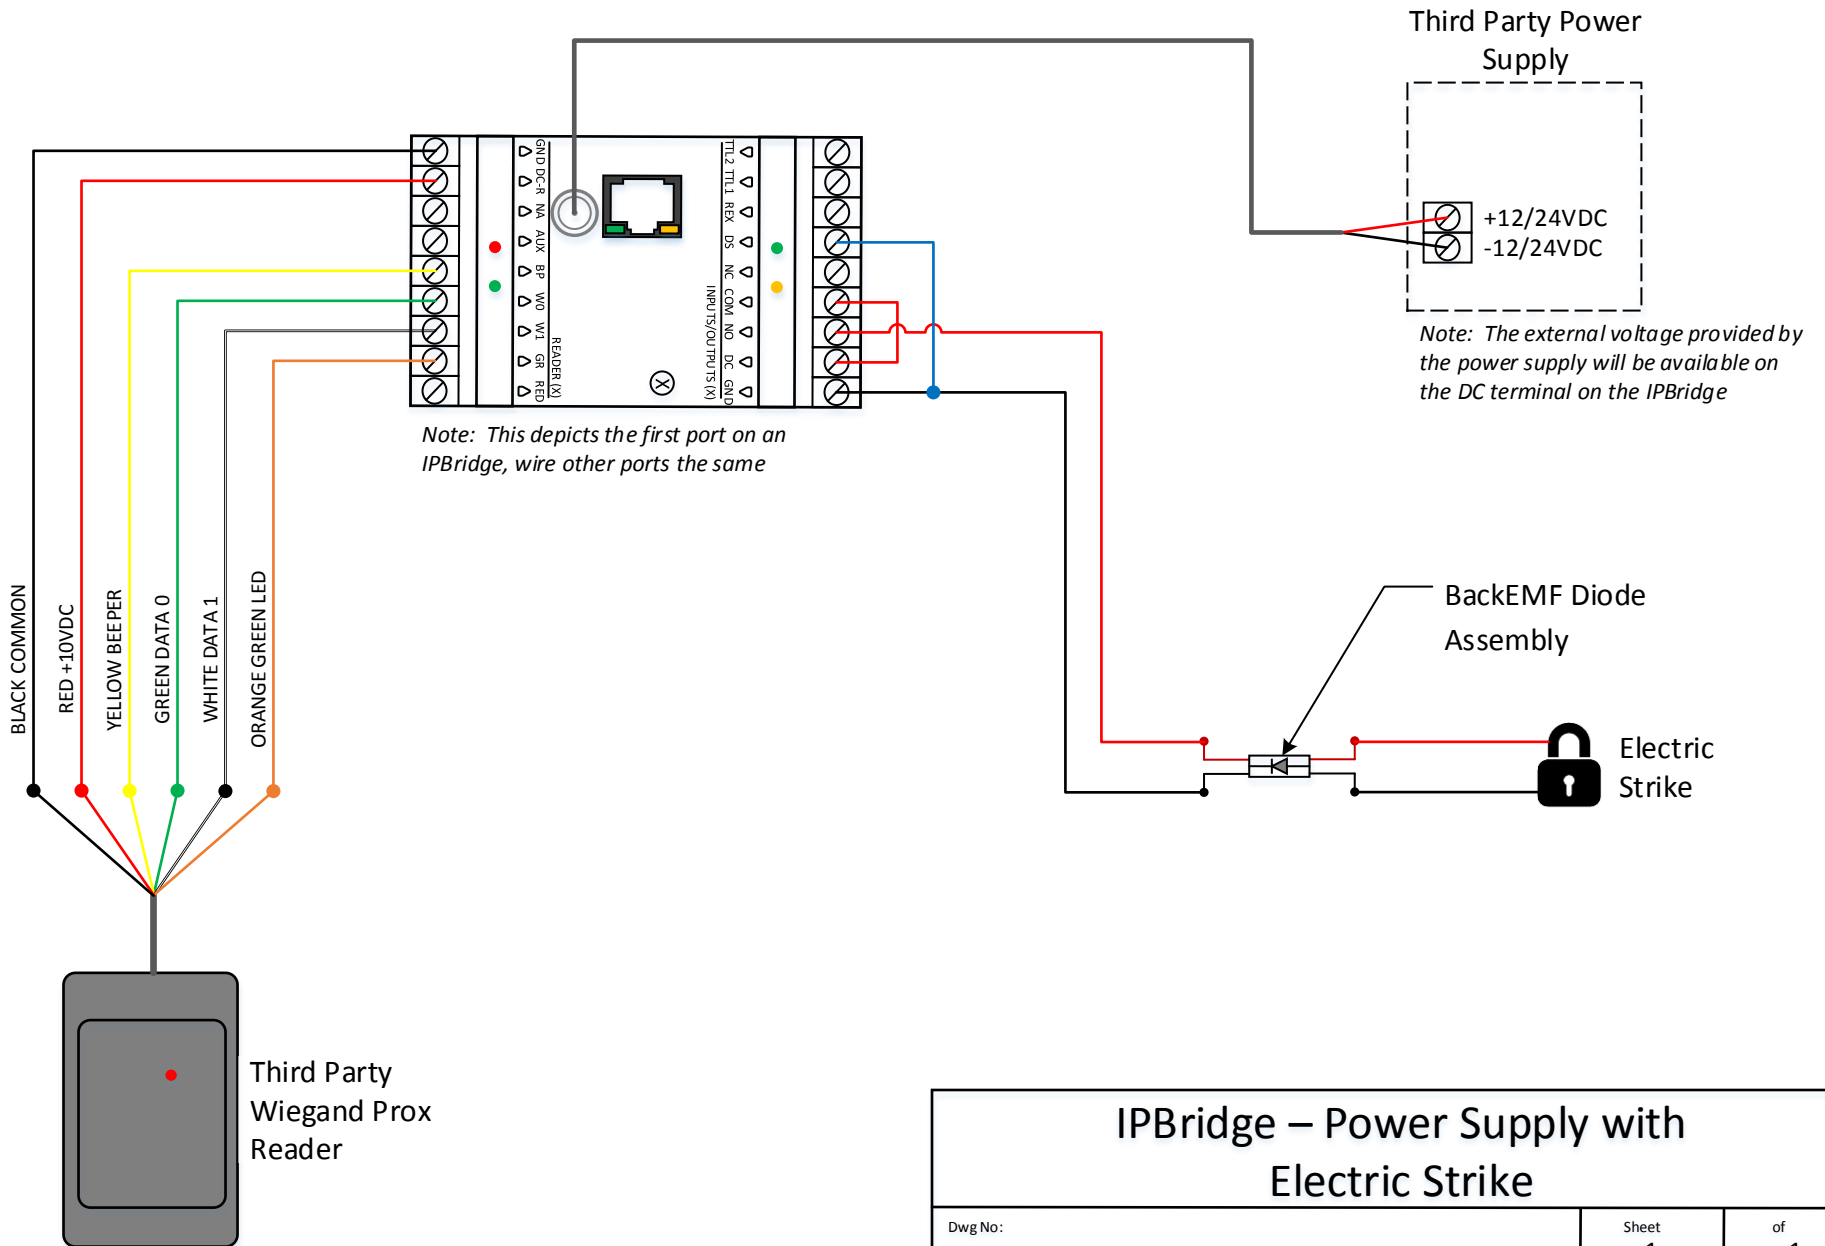 Third Party Power
Supply
+12/24VDC
-12/24VDC
Note: The external voltage provided by
the power supply will be available on
the DC terminal on the IPBridge
GND
DC-R
NA
AUX
BP
W0
W1
GR
RED
READER (X)
TTL2
TTL1
REX
DS
NC
COM
NO
DC
GND
INPUTS/OUTPUTS (X)
X
Note: This depicts the first port on an
IPBridge, wire other ports the same
BLACK COMMON
RED +10VDC
YELLOW BEEPER
GREEN DATA 0
WHITE DATA 1
ORANGE GREEN LED
BackEMF Diode
Assembly
Electric
Strike
Third Party
Wiegand Prox
Reader
IPBridge – Power Supply with
Electric Strike
Dwg No:
Sheet
of